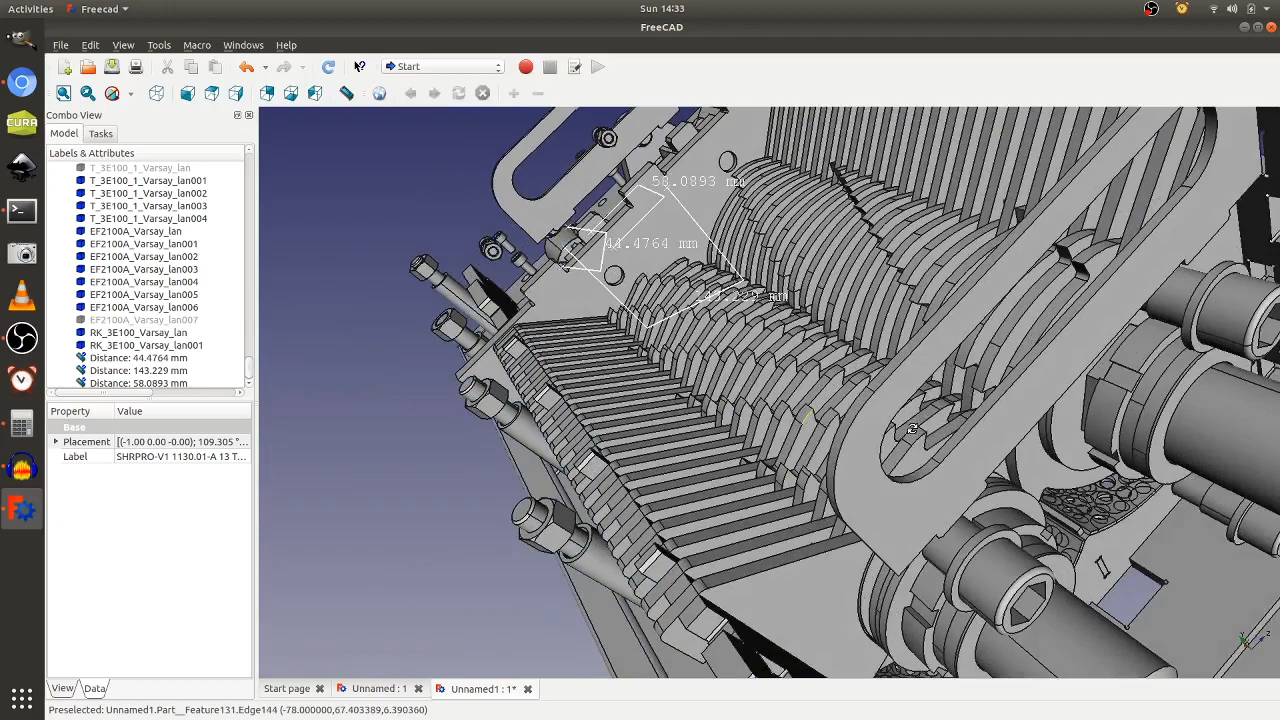 Activities
Freecad
Sun 14:33
FreeCAD
File Edit View Tools Macro Windows Help
Start
Combo View
Model Tasks
Labels & Attributes
T_3E100_1_Varsay_lan
T_3E100_1_Varsay_lan001
T_3E100_1_Varsay_lan002
T_3E100_1_Varsay_lan003
T_3E100_1_Varsay_lan004
EF2100A_Varsay_lan
EF2100A_Varsay_lan001
EF2100A_Varsay_lan002
EF2100A_Varsay_lan003
EF2100A_Varsay_lan004
EF2100A_Varsay_lan005
EF2100A_Varsay_lan006
EF2100A_Varsay_lan007
RK_3E100_Varsay_lan
RK_3E100_Varsay_lan001
Distance: 44.4764 mm
Distance: 143.229 mm
Distance: 58.0893 mm
Property Value
Base
Placement [(-1.00 0.00 -0.00); 109.305 °...
Label SHRPRO-V1 1130.01-A 13 T...
View Data
58.0893 mm
44.4764 mm
CURA
Start page
Unnamed : 1
Unnamed1 : 1*
Preselected: Unnamed1.Part__Feature131.Edge144 (-78.000000,67.403389,6.390360)